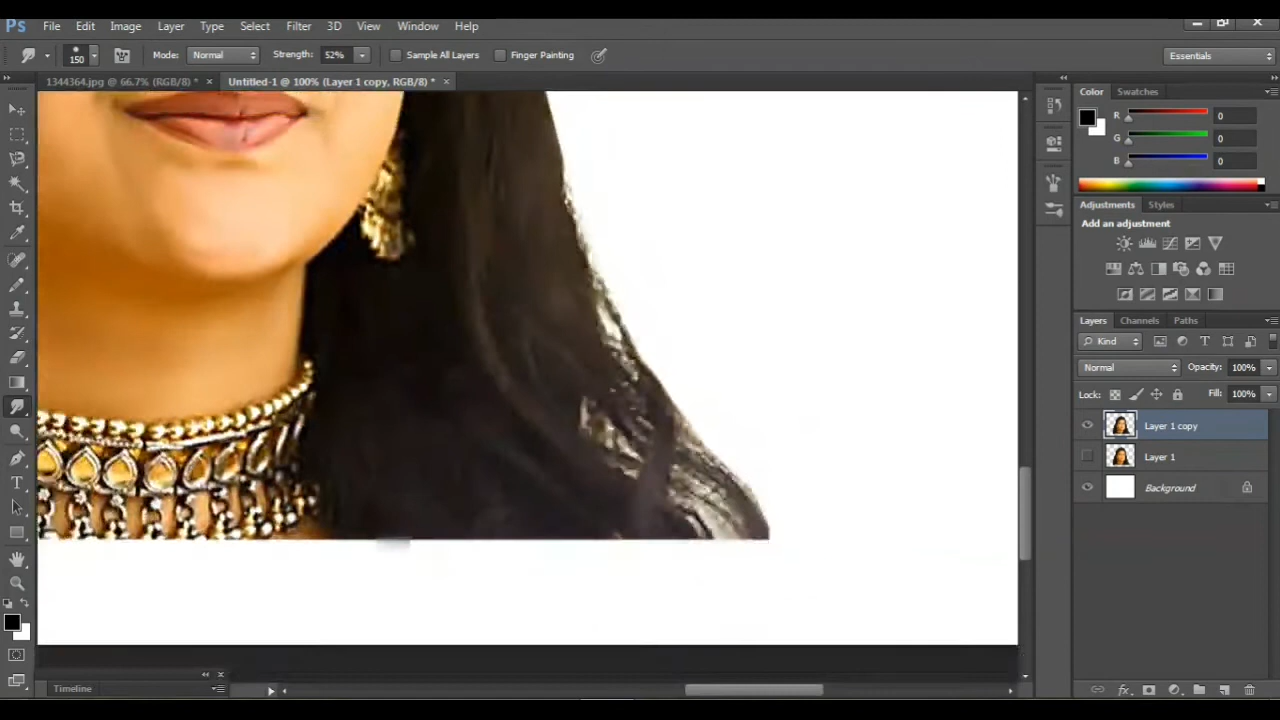 Ps File Edit Image Layer Type Select Filter 3D View Window Help
150 Mode: Normal Strength: 52% Sample All Layers Finger Painting Essentials
1344364.jpg @ 66.7% (RGB/8) * × Untitled-1 @ 100% (Layer 1 copy, RGB/8) * ×
Color Swatches
R 0
G 0
B 0
Adjustments Styles
Add an adjustment
Layers Channels Paths
Kind
Normal Opacity: 100%
Lock: Fill: 100%
Layer 1 copy
Layer 1
Background
Timeline